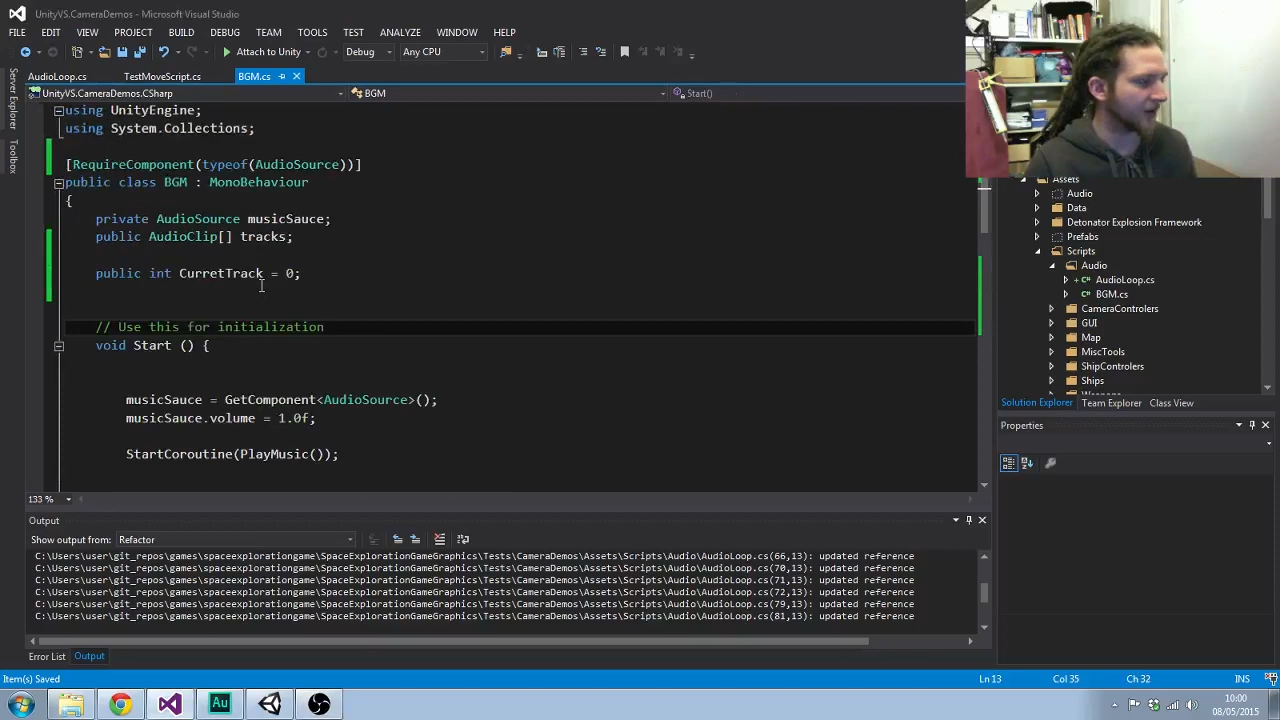 UnityVS.CameraDemos - Microsoft Visual Studio
FILE EDIT VIEW PROJECT BUILD DEBUG TEAM TOOLS ANALYZE WINDOW HELP
Attach to Unity Debug Any CPU
AudioLoop.cs TestMoveScript.cs BGM.cs
UnityVS.CameraDemos.CSharp BGM Start()
Server Explorer
Toolbox
using UnityEngine;
using System.Collections;
[RequireComponent(typeof(AudioSource))]
public class BGM : MonoBehaviour
{
private AudioSource musicSauce;
public AudioClip[] tracks;
public int CurretTrack = 0;
// Use this for initialization
void Start () {
musicSauce = GetComponent<AudioSource>();
musicSauce.volume = 1.0f;
StartCoroutine(PlayMusic());
133 %
Assets
Audio
Data
Detonator Explosion Framework
Prefabs
Scripts
Audio
AudioLoop.cs
BGM.cs
CameraControlers
GUI
Map
MiscTools
ShipControlers
Ships
Solution Explorer Team Explorer Class View
Properties
Output
Show output from: Refactor
C:\Users\user\git_repos\games\spaceexplorationgame\SpaceExplorationGameGraphics\Tests\CameraDemos\Assets\Scripts\Audio\AudioLoop.cs(66,13): updated reference
C:\Users\user\git_repos\games\spaceexplorationgame\SpaceExplorationGameGraphics\Tests\CameraDemos\Assets\Scripts\Audio\AudioLoop.cs(70,13): updated reference
C:\Users\user\git_repos\games\spaceexplorationgame\SpaceExplorationGameGraphics\Tests\CameraDemos\Assets\Scripts\Audio\AudioLoop.cs(71,13): updated reference
C:\Users\user\git_repos\games\spaceexplorationgame\SpaceExplorationGameGraphics\Tests\CameraDemos\Assets\Scripts\Audio\AudioLoop.cs(72,13): updated reference
C:\Users\user\git_repos\games\spaceexplorationgame\SpaceExplorationGameGraphics\Tests\CameraDemos\Assets\Scripts\Audio\AudioLoop.cs(79,13): updated reference
C:\Users\user\git_repos\games\spaceexplorationgame\SpaceExplorationGameGraphics\Tests\CameraDemos\Assets\Scripts\Audio\AudioLoop.cs(81,13): updated reference
Error List Output
Item(s) Saved Ln 13 Col 35 Ch 32 INS
Au
10:00
08/05/2015